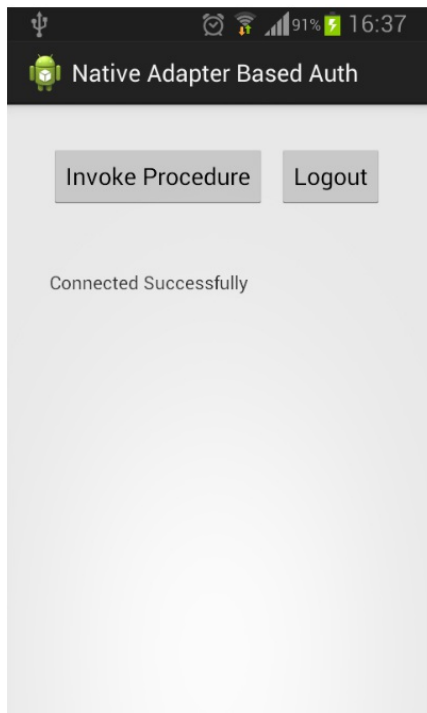 91% 16:37
Native Adapter Based Auth
Invoke Procedure Logout
Connected Successfully